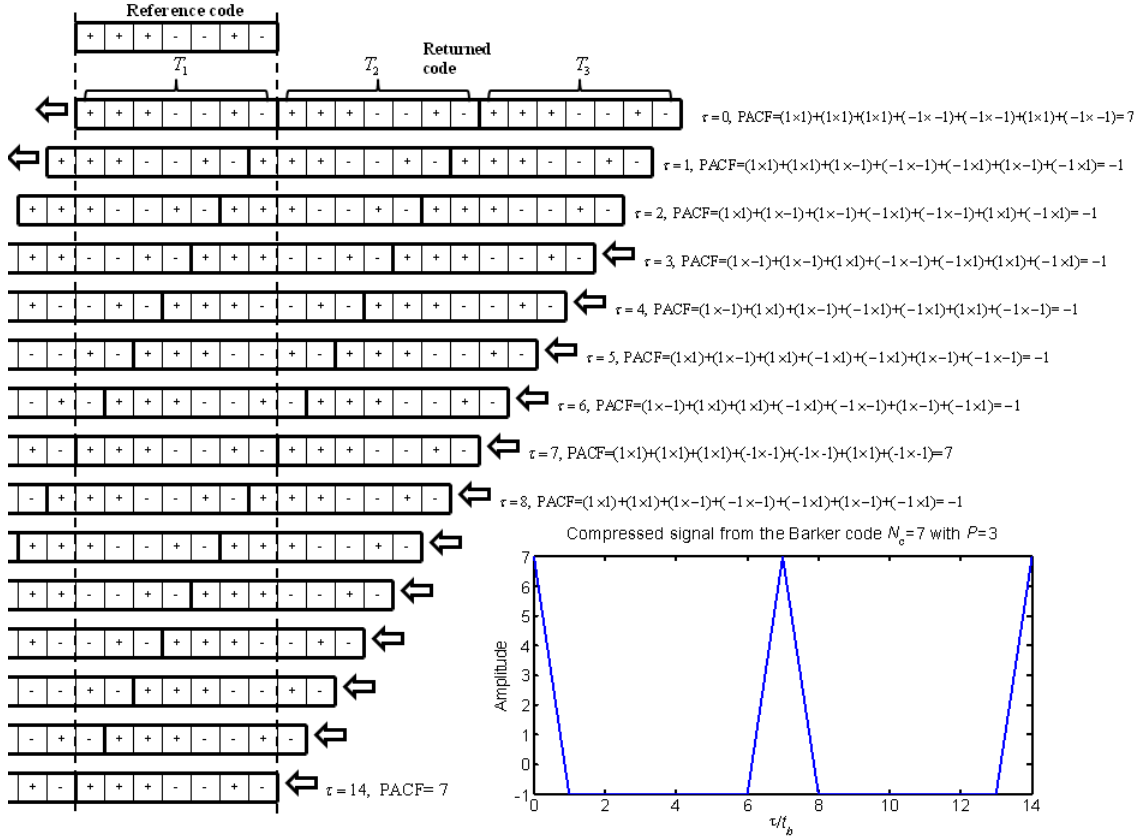 Reference code
+ + + - - + -
Returned
code
T1 T2 T3
+ + + - - + - + + + - - + - + + + - - + - τ = 0, PACF=(1×1)+(1×1)+(1×1)+(−1×−1)+(−1×−1)+(1×1)+(−1×−1)= 7
+ + + - - + - + + + - - + - + + + - - + - τ = 1, PACF=(1×1)+(1×1)+(1×−1)+(−1×−1)+(−1×1)+(1×−1)+(−1×1)= −1
+ + + - - + - + + + - - + - + + + - - + - τ = 2, PACF=(1×1)+(1×−1)+(1×−1)+(−1×1)+(−1×−1)+(1×1)+(−1×1)= −1
+ + - - + - + + + - - + - + + + - - + - τ = 3, PACF=(1×−1)+(1×−1)+(1×1)+(−1×−1)+(−1×1)+(1×1)+(−1×1)= −1
+ - - + - + + + - - + - + + + - - + - τ = 4, PACF=(1×−1)+(1×1)+(1×−1)+(−1×1)+(−1×1)+(1×1)+(−1×−1)= −1
- - + - + + + - - + - + + + - - + - τ = 5, PACF=(1×1)+(1×−1)+(1×1)+(−1×1)+(−1×1)+(1×−1)+(−1×−1)= −1
- + - + + + - - + - + + + - - + - τ = 6, PACF=(1×−1)+(1×1)+(1×1)+(−1×1)+(−1×−1)+(1×−1)+(−1×1)= −1
+ - + + + - - + - + + + - - + - τ = 7, PACF=(1×1)+(1×1)+(1×1)+(-1×-1)+(-1×-1)+(1×1)+(-1×-1)=7
- + + + - - + - + + + - - + - τ = 8, PACF=(1×1)+(1×1)+(1×−1)+(−1×−1)+(−1×1)+(1×−1)+(−1×1)= −1
+ + + - - + - + + + - - + -
+ + - - + - + + + - - + -
+ - - + - + + + - - + -
- - + - + + + - - + -
- + - + + + - - + -
+ - + + + - - + - τ = 14, PACF= 7
Compressed signal from the Barker code Nc=7 with P=3
Amplitude
7
6
5
4
3
2
1
0
-1
0 2 4 6 8 10 12 14
τ/tb